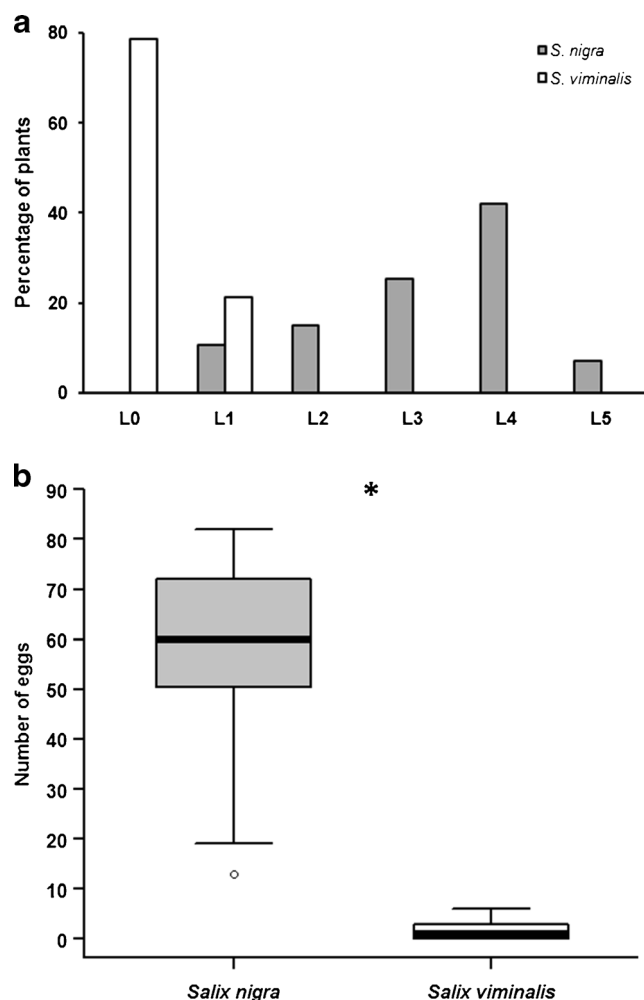 a
Percentage of plants
80
60
40
20
0
S. nigra
S. viminalis
L0 L1 L2 L3 L4 L5
b
Number of eggs
90
80
70
60
50
40
30
20
10
0
*
Salix nigra Salix viminalis